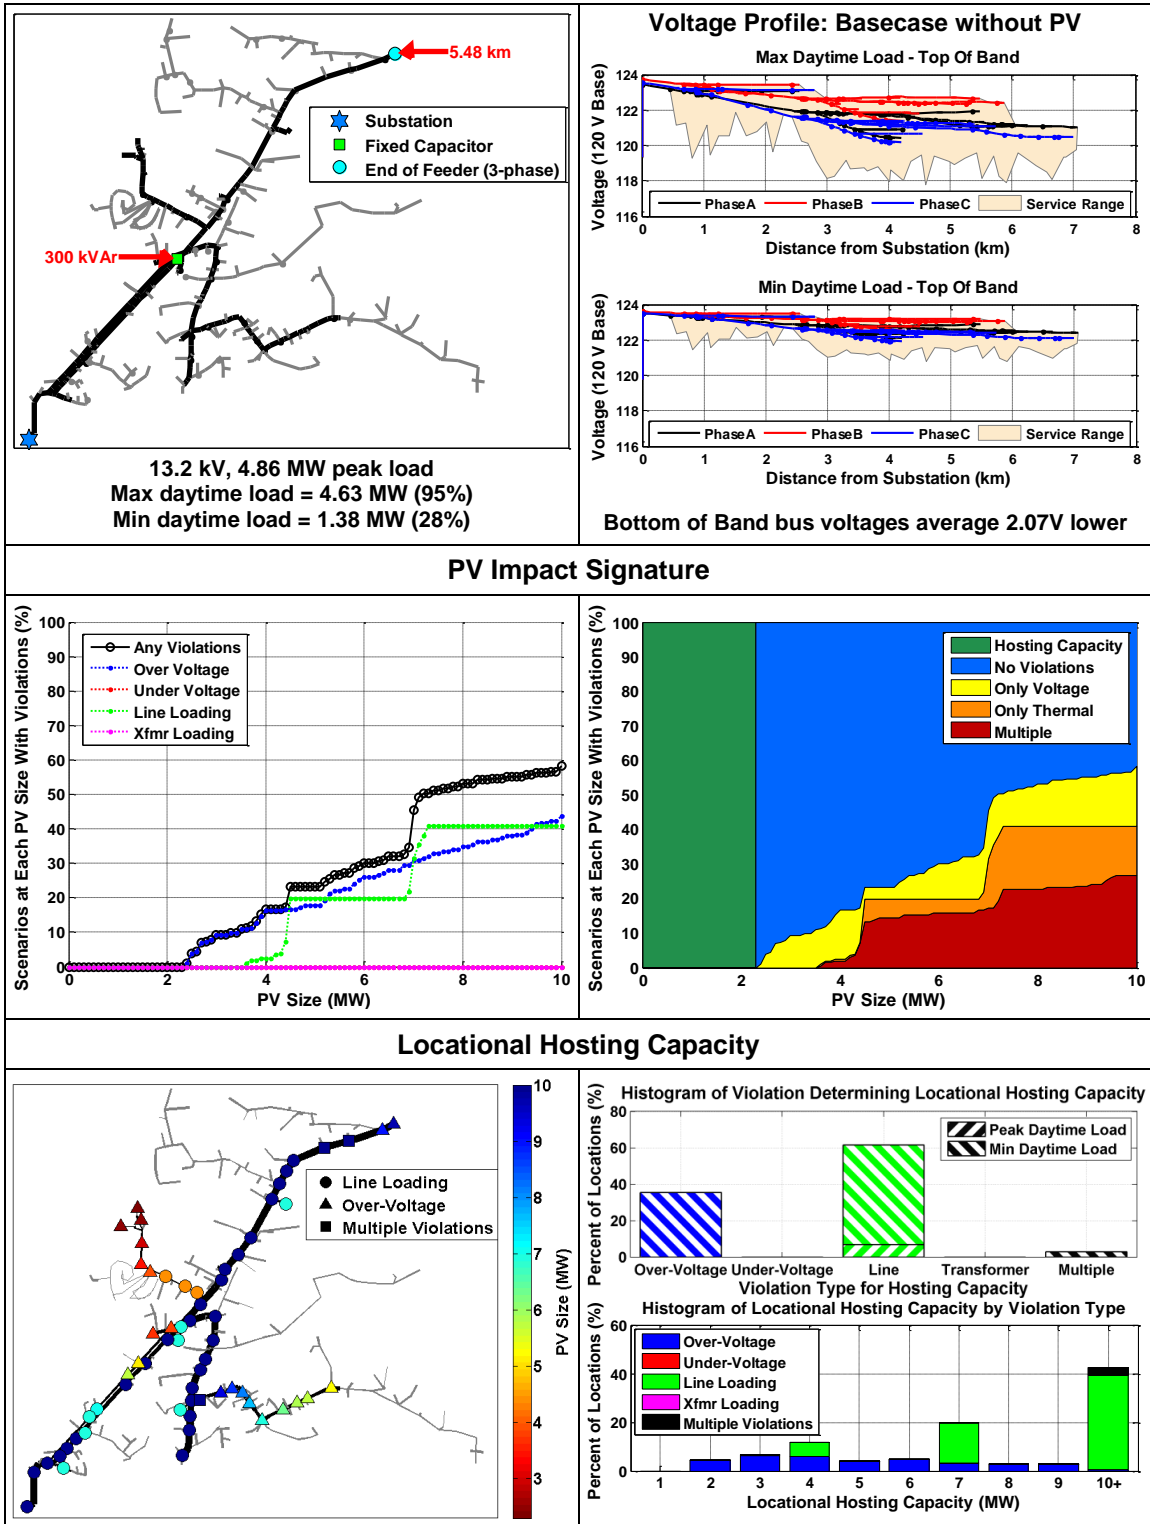 5.48 km
Substation
Fixed Capacitor
End of Feeder (3-phase)
300 kVAr
13.2 kV, 4.86 MW peak load
Max daytime load = 4.63 MW (95%)
Min daytime load = 1.38 MW (28%)
Voltage Profile: Basecase without PV
Max Daytime Load - Top Of Band
Voltage (120 V Base)
124
122
120
118
116
PhaseA PhaseB PhaseC Service Range
0 1 2 3 4 5 6 7 8
Distance from Substation (km)
Min Daytime Load - Top Of Band
Voltage (120 V Base)
124
122
120
118
116
PhaseA PhaseB PhaseC Service Range
0 1 2 3 4 5 6 7 8
Distance from Substation (km)
Bottom of Band bus voltages average 2.07V lower
PV Impact Signature
Scenarios at Each PV Size With Violations (%)
100
90
80
70
60
50
40
30
20
10
0
Any Violations
Over Voltage
Under Voltage
Line Loading
Xfmr Loading
0 2 4 6 8 10
PV Size (MW)
Scenarios at Each PV Size With Violations (%)
100
90
80
70
60
50
40
30
20
10
0
Hosting Capacity
No Violations
Only Voltage
Only Thermal
Multiple
0 2 4 6 8 10
PV Size (MW)
Locational Hosting Capacity
Line Loading
Over-Voltage
Multiple Violations
10
9
8
7
6
5
4
3
PV Size (MW)
Histogram of Violation Determining Locational Hosting Capacity
Percent of Locations (%)
80
60
40
20
0
Peak Daytime Load
Min Daytime Load
Over-Voltage Under-Voltage Line Transformer Multiple
Violation Type for Hosting Capacity
Histogram of Locational Hosting Capacity by Violation Type
Percent of Locations (%)
60
40
20
0
Over-Voltage
Under-Voltage
Line Loading
Xfmr Loading
Multiple Violations
1 2 3 4 5 6 7 8 9 10+
Locational Hosting Capacity (MW)